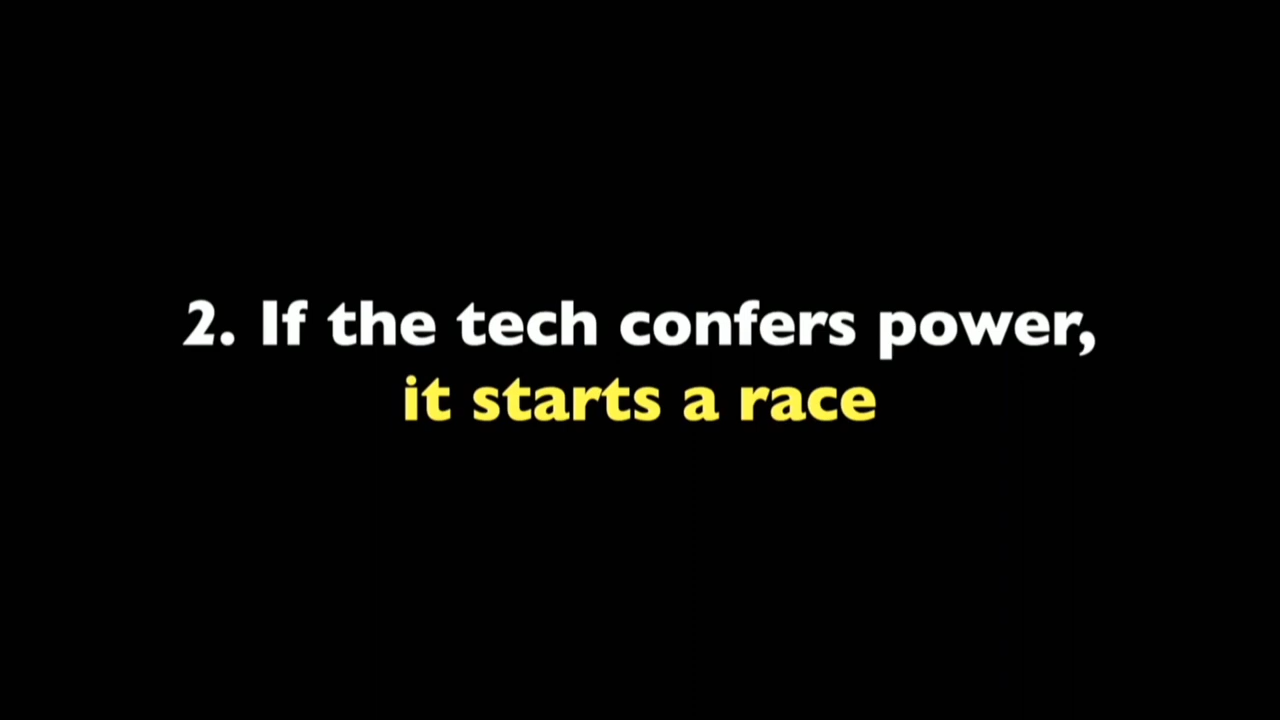 2. If the tech confers power,
it starts a race